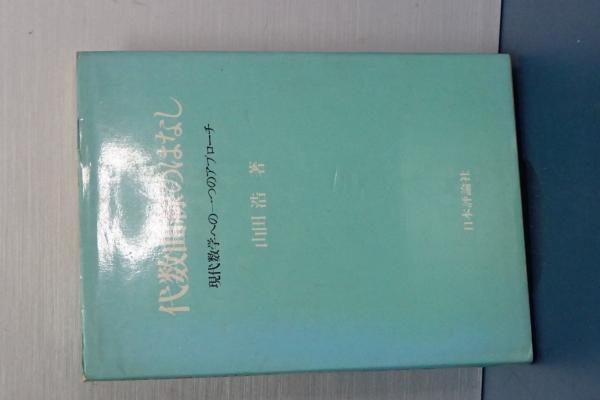 代数曲線のはなし
現代数学への一つのアプローチ
山田 浩 著
日本評論社